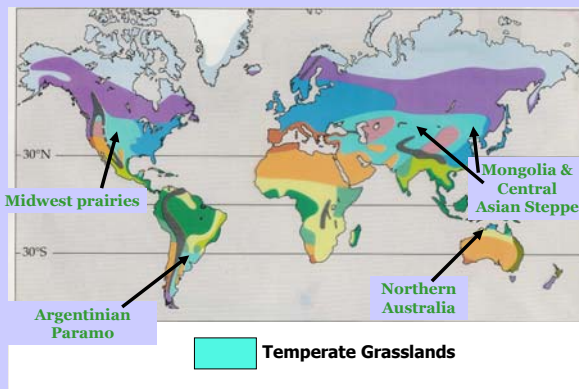 30°N
Midwest prairies
Mongolia &
Central
Asian Steppe
30°S
Argentinian
Paramo
Northern
Australia
Temperate Grasslands